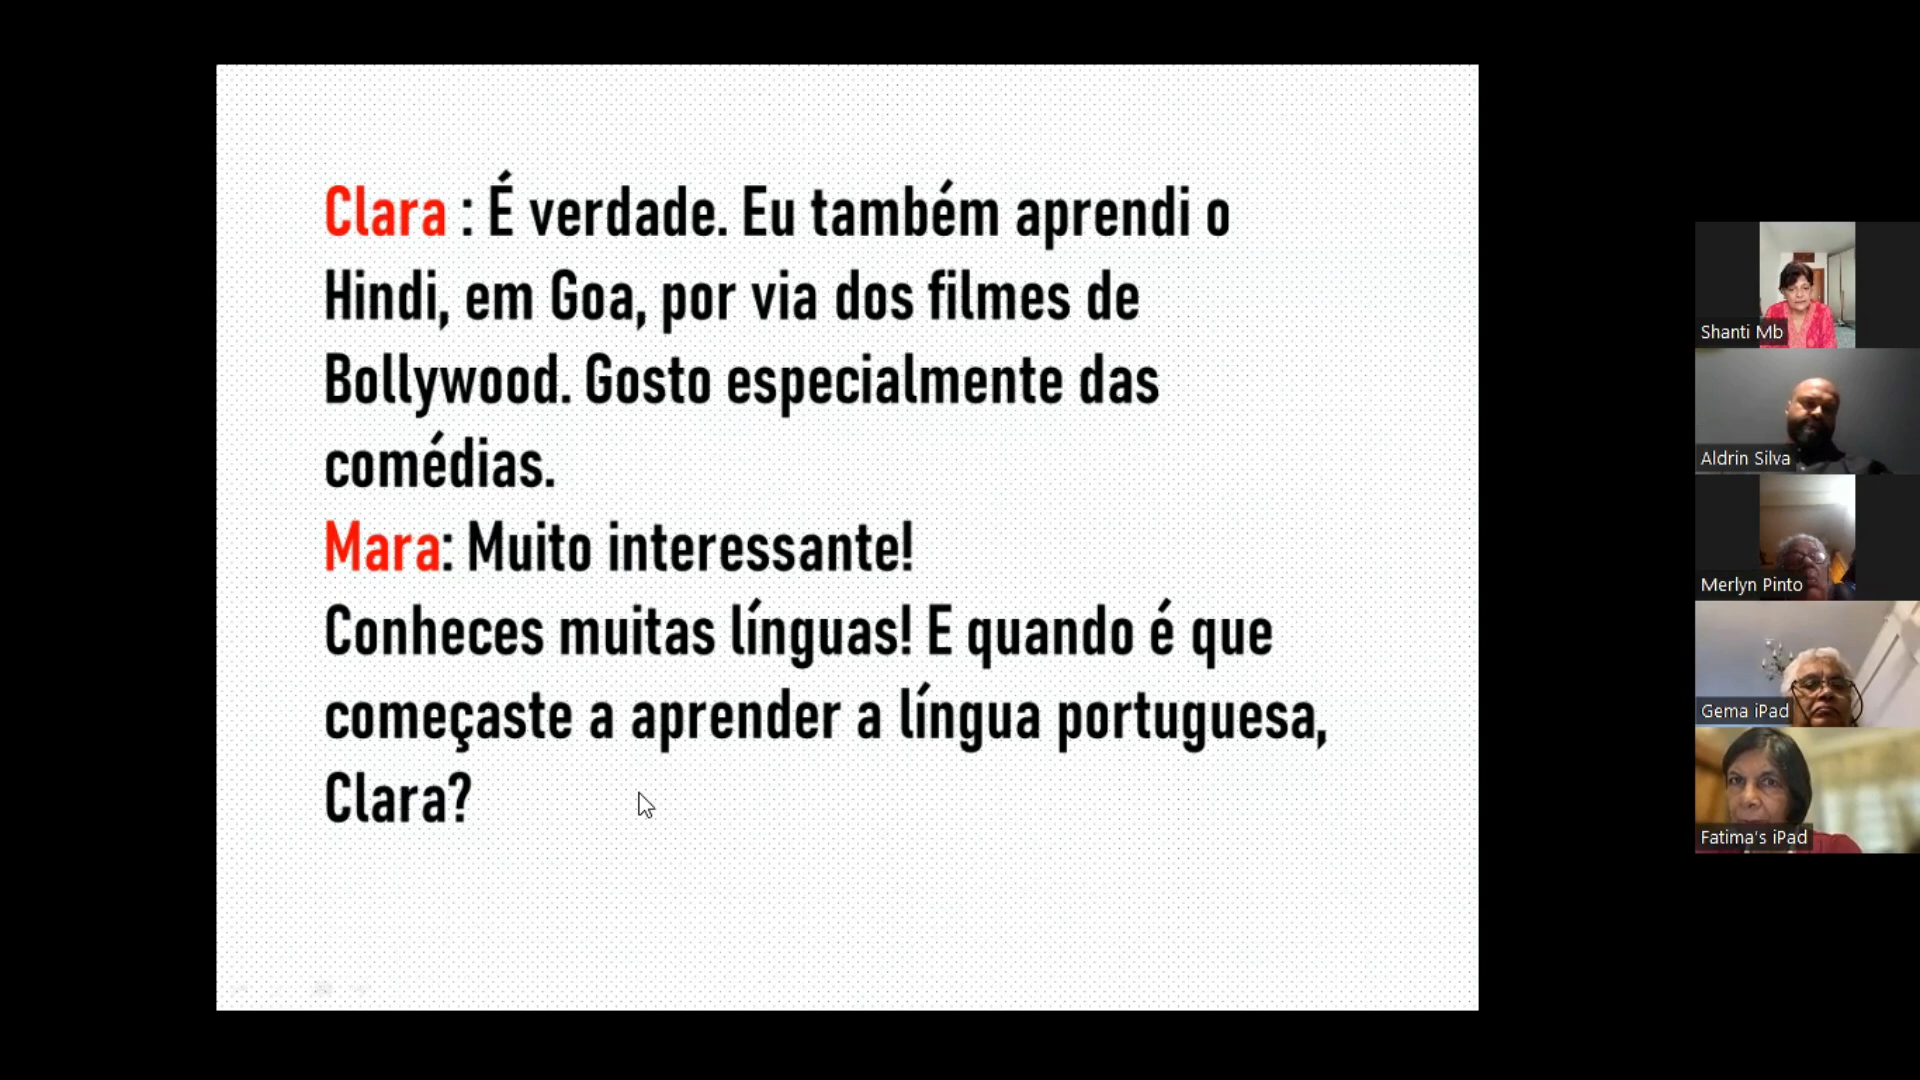 Clara : É verdade. Eu também aprendi o
Hindi, em Goa, por via dos filmes de
Bollywood. Gosto especialmente das
comédias.
Mara: Muito interessante!
Conheces muitas línguas! E quando é que
começaste a aprender a língua portuguesa,
Clara?
Shanti Mb
Aldrin Silva
Merlyn Pinto
Gema iPad
Fatima's iPad